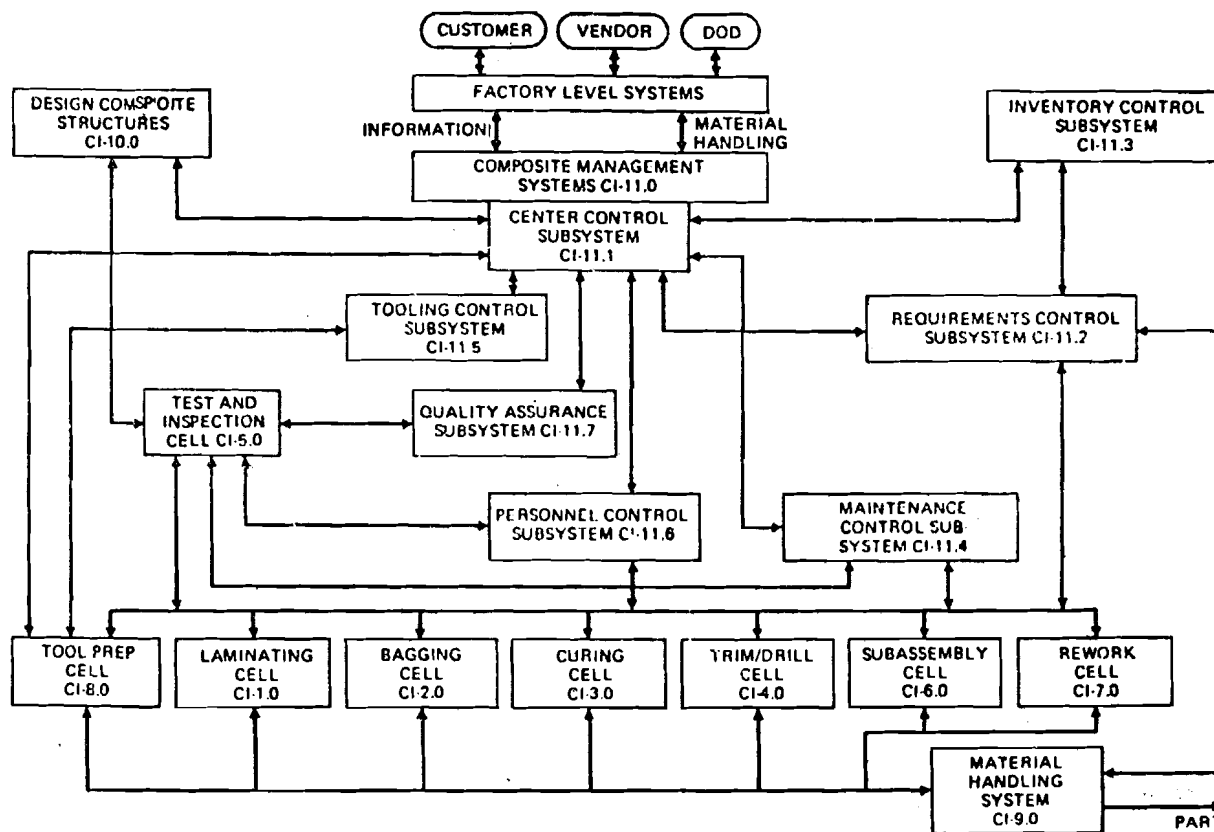 CUSTOMER
VENDOR
DOD
FACTORY LEVEL SYSTEMS
DESIGN COMSPOITE
STRUCTURES
CI-10.0
INFORMATION
MATERIAL
HANDLING
INVENTORY CONTROL
SUBSYSTEM
CI-11.3
COMPOSITE MANAGEMENT
SYSTEMS CI-11.0
CENTER CONTROL
SUBSYSTEM
CI-11.1
TOOLING CONTROL
SUBSYSTEM
CI-11.5
REQUIREMENTS CONTROL
SUBSYSTEM CI-11.2
TEST AND
INSPECTION
CELL CI-5.0
QUALITY ASSURANCE
SUBSYSTEM CI-11.7
PERSONNEL CONTROL
SUBSYSTEM CI-11.6
MAINTENANCE
CONTROL SUB-
SYSTEM CI-11.4
TOOL PREP
CELL
CI-8.0
LAMINATING
CELL
CI-1.0
BAGGING
CELL
CI-2.0
CURING
CELL
CI-3.0
TRIM/DRILL
CELL
CI-4.0
SUBASSEMBLY
CELL
CI-6.0
REWORK
CELL
CI-7.0
MATERIAL
HANDLING
SYSTEM
CI-9.0
PART